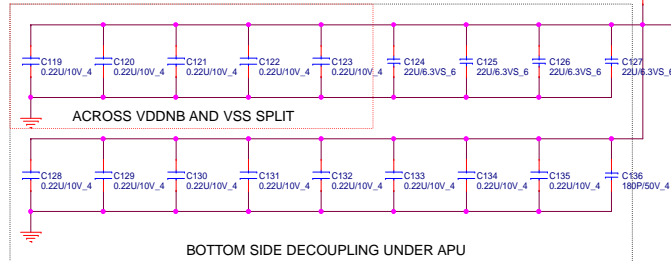 C119 C120 C121 C122 C123 C124 C125 C126 C127
0.22U/10V_4 0.22U/10V_4 0.22U/10V_4 0.22U/10V_4 0.22U/10V_4 22U/6.3VS_6 22U/6.3VS_6 22U/6.3VS_6 22U/6.3VS_6
ACROSS VDDNB AND VSS SPLIT
C128 C129 C130 C131 C132 C133 C134 C135 C136
0.22U/10V_4 0.22U/10V_4 0.22U/10V_4 0.22U/10V_4 0.22U/10V_4 0.22U/10V_4 0.22U/10V_4 0.22U/10V_4 180P/50V_4
BOTTOM SIDE DECOUPLING UNDER APU